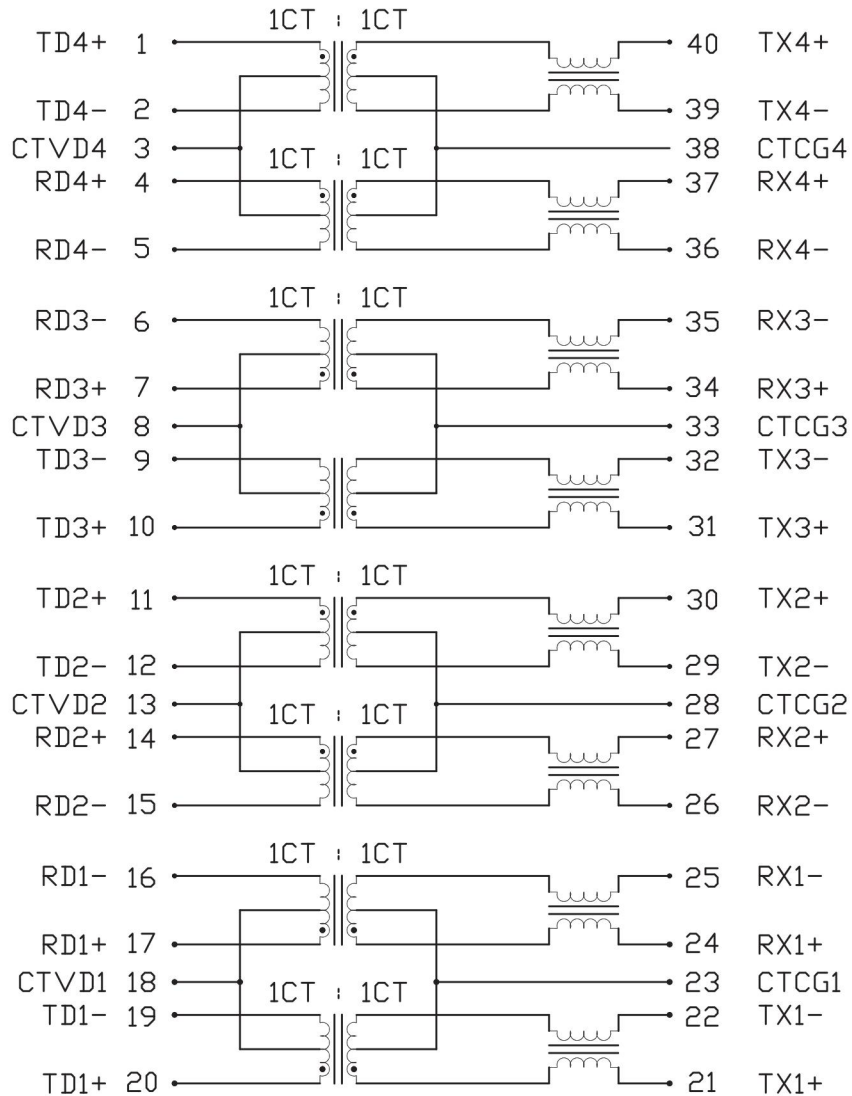 1CT : 1CT
TD4+ 1 40 TX4+
TD4- 2 39 TX4-
CTVD4 3 38 CTCG4
1CT : 1CT
RD4+ 4 37 RX4+
RD4- 5 36 RX4-
1CT : 1CT
RD3- 6 35 RX3-
RD3+ 7 34 RX3+
CTVD3 8 33 CTCG3
TD3- 9 32 TX3-
TD3+ 10 31 TX3+
1CT : 1CT
TD2+ 11 30 TX2+
TD2- 12 29 TX2-
CTVD2 13 28 CTCG2
1CT : 1CT
RD2+ 14 27 RX2+
RD2- 15 26 RX2-
1CT : 1CT
RD1- 16 25 RX1-
RD1+ 17 24 RX1+
CTVD1 18 23 CTCG1
1CT : 1CT
TD1- 19 22 TX1-
TD1+ 20 21 TX1+